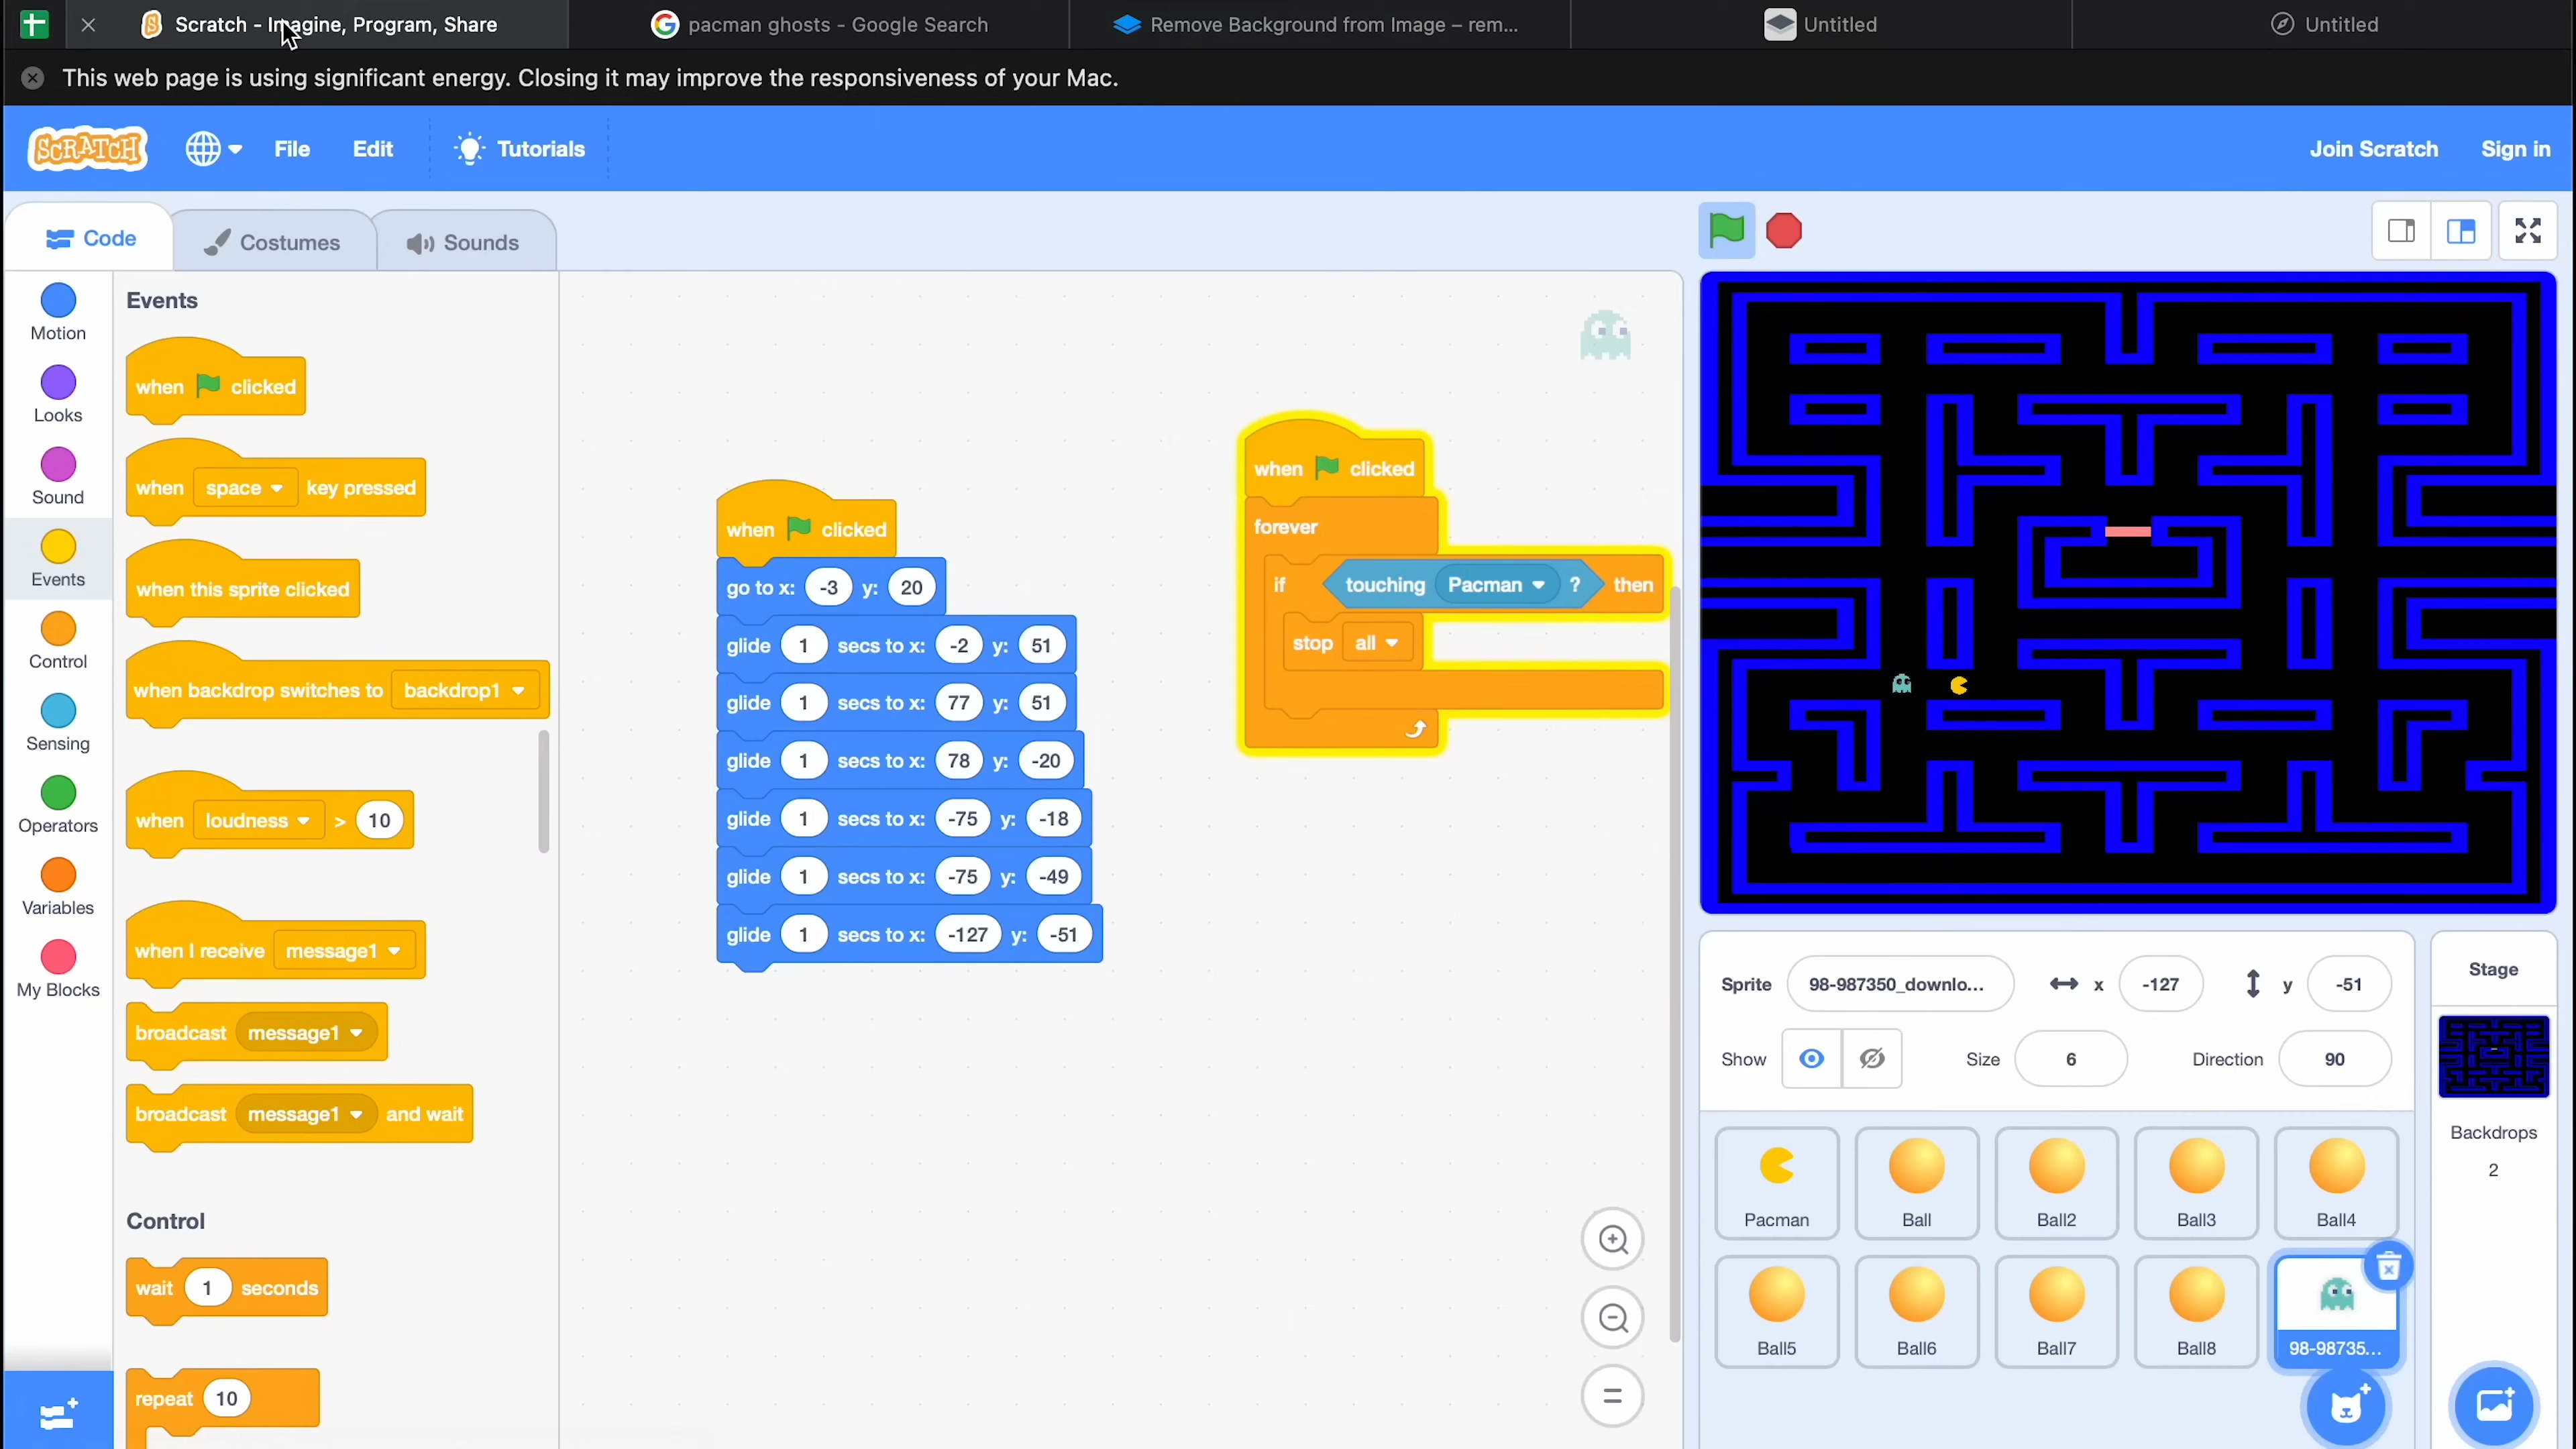 Scratch - Imagine, Program, Share
pacman ghosts - Google Search
Remove Background from Image – rem...
Untitled
Untitled
This web page is using significant energy. Closing it may improve the responsiveness of your Mac.
SCRATCH
File
Edit
Tutorials
Join Scratch
Sign in
Code
Costumes
Sounds
Motion
Looks
Sound
Events
Control
Sensing
Operators
Variables
My Blocks
Events
when clicked
when space key pressed
when this sprite clicked
when backdrop switches to backdrop1
when loudness > 10
when I receive message1
broadcast message1
broadcast message1 and wait
Control
wait 1 seconds
repeat 10
when clicked
go to x: -3 y: 20
glide 1 secs to x: -2 y: 51
glide 1 secs to x: 77 y: 51
glide 1 secs to x: 78 y: -20
glide 1 secs to x: -75 y: -18
glide 1 secs to x: -75 y: -49
glide 1 secs to x: -127 y: -51
when clicked
forever
if touching Pacman ? then
stop all
Sprite 98-987350_downlo... x -127 y -51
Show Size 6 Direction 90
Pacman
Ball
Ball2
Ball3
Ball4
Ball5
Ball6
Ball7
Ball8
98-98735...
Stage
Backdrops
2